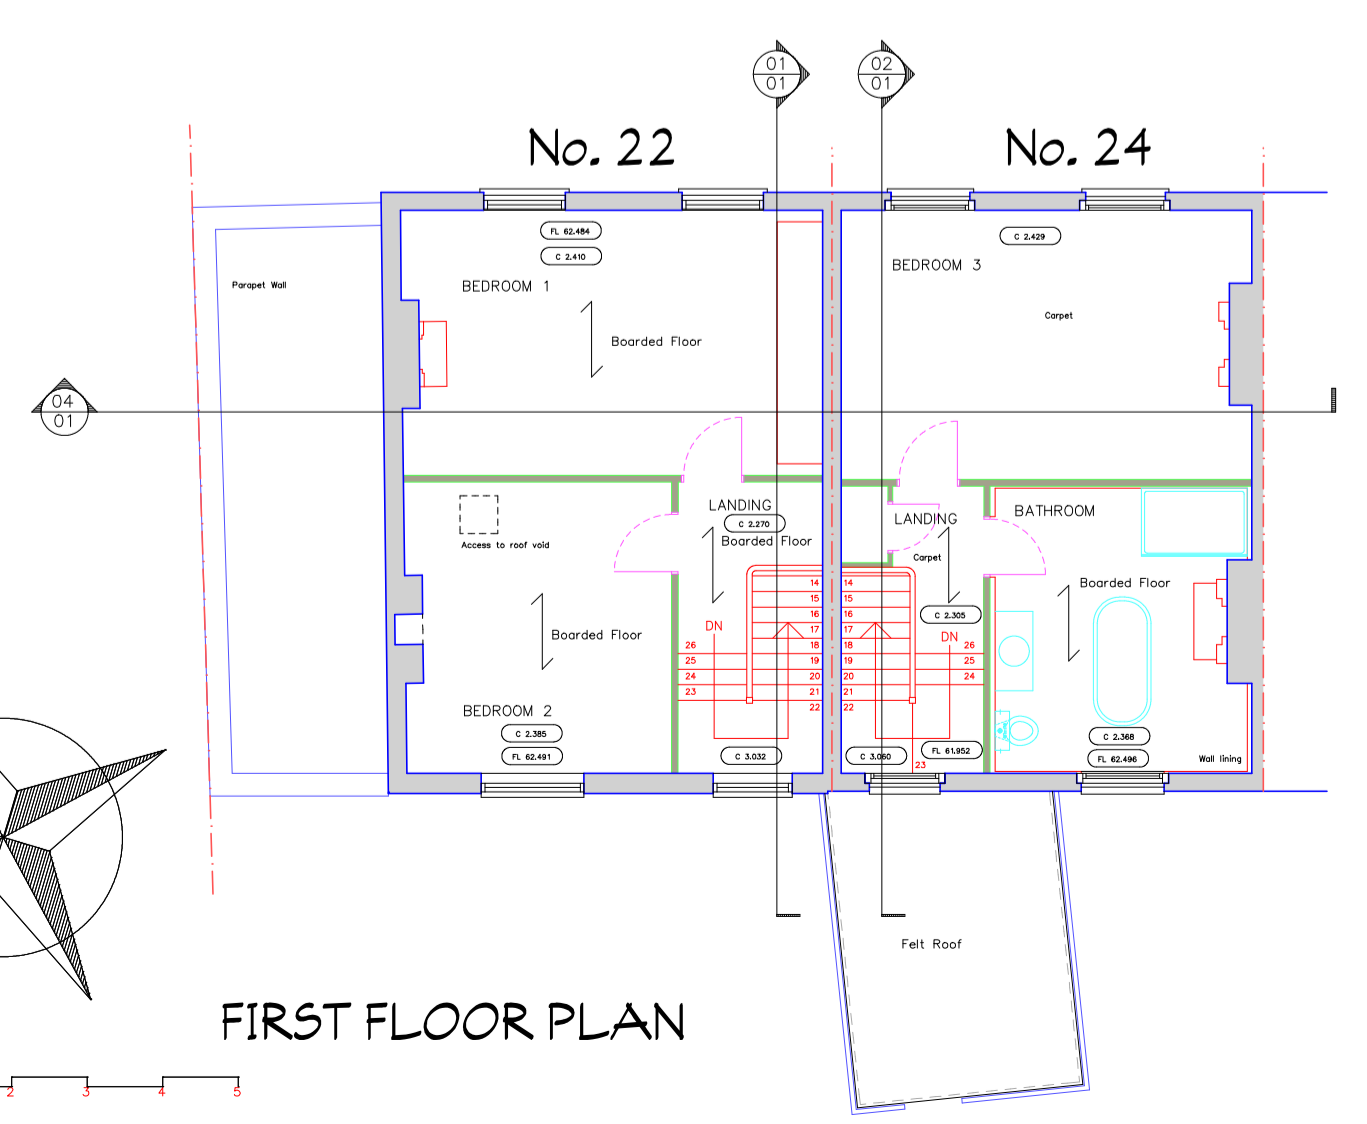 01
01
02
01
No. 22
No. 24
FL 62.484
C 2.410
C 2.429
BEDROOM 1
BEDROOM 3
Parapet Wall
Carpet
Boarded Floor
04
01
LANDING
C 2.270
Boarded Floor
LANDING
Carpet
BATHROOM
Access to roof void
Boarded Floor
Boarded Floor
C 2.305
14
15
16
17
18
19
20
21
22
14
15
16
17
18
19
20
21
22
DN
26
25
24
23
DN
26
25
24
23
BEDROOM 2
C 2.385
FL 62.491
C 3.032
C 3.060
FL 61.952
C 2.368
FL 62.496
Wall lining
Felt Roof
FIRST FLOOR PLAN
2
3
4
5